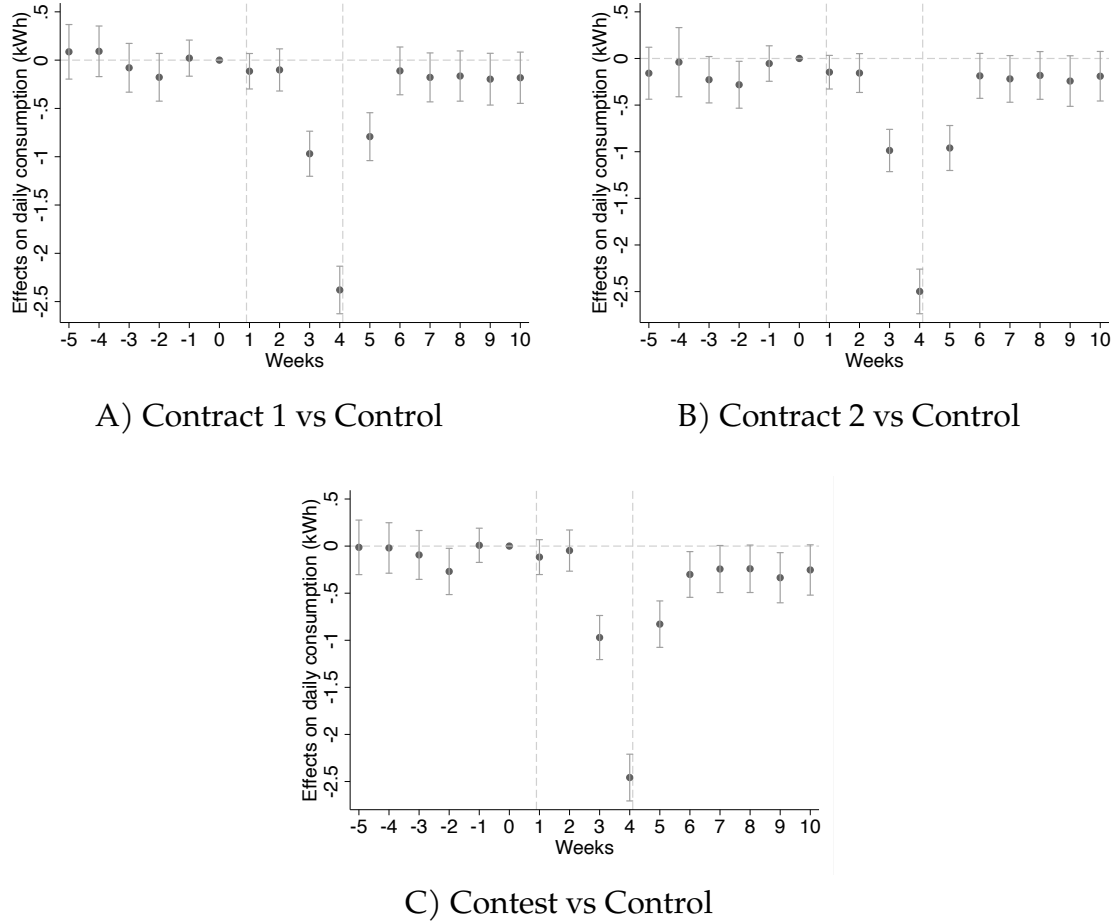 Effects on daily consumption (kWh)
.5
0
-.5
-1
-1.5
-2
-2.5
-5 -4 -3 -2 -1 0 1 2 3 4 5 6 7 8 9 10
Weeks
A) Contract 1 vs Control
Effects on daily consumption (kWh)
.5
0
-.5
-1
-1.5
-2
-2.5
-5 -4 -3 -2 -1 0 1 2 3 4 5 6 7 8 9 10
Weeks
B) Contract 2 vs Control
Effects on daily consumption (kWh)
.5
0
-.5
-1
-1.5
-2
-2.5
-5 -4 -3 -2 -1 0 1 2 3 4 5 6 7 8 9 10
Weeks
C) Contest vs Control